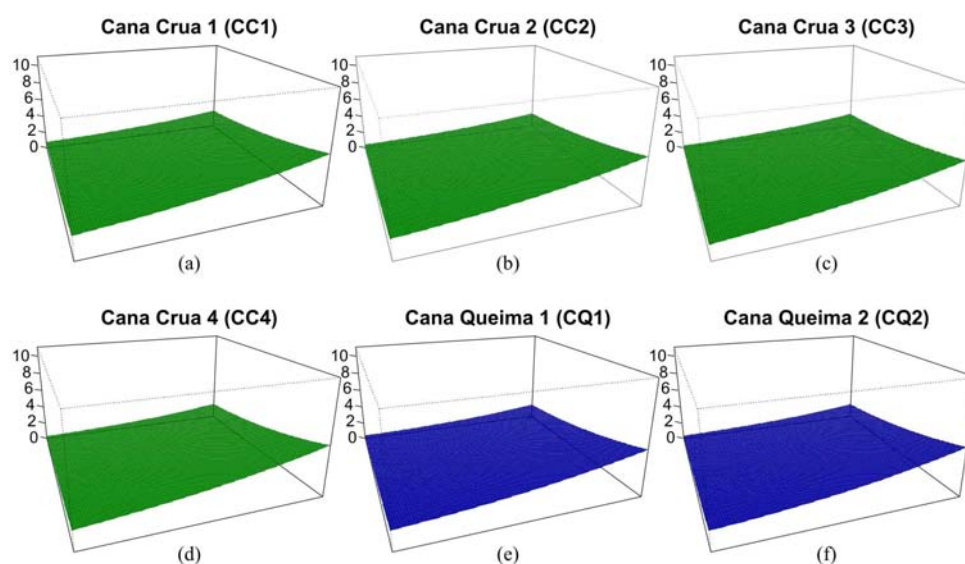 Cana Crua 1 (CC1) Cana Crua 2 (CC2) Cana Crua 3 (CC3)
10 10 10
8 8 8
6 6 6
4 4 4
2 2 2
0 0 0
(a) (b) (c)
Cana Crua 4 (CC4) Cana Queima 1 (CQ1) Cana Queima 2 (CQ2)
10 10 10
8 8 8
6 6 6
4 4 4
2 2 2
0 0 0
(d) (e) (f)